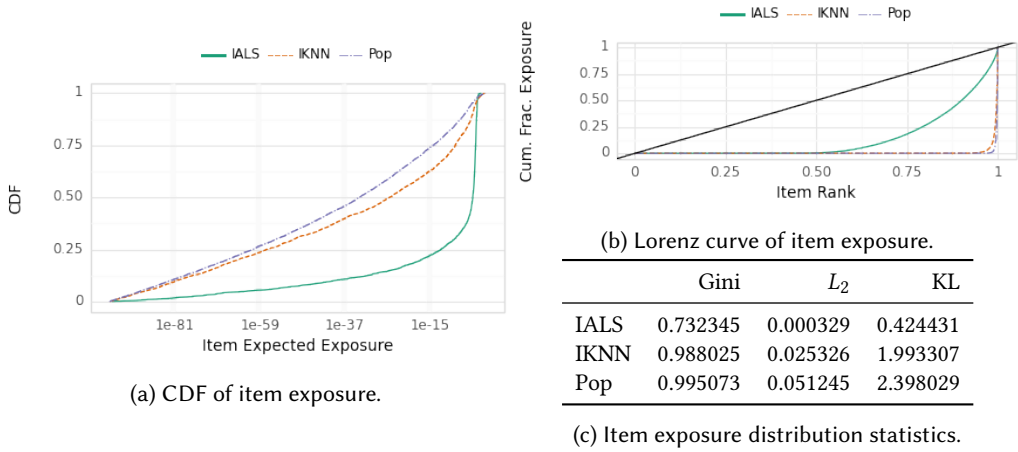 IALS IKNN Pop
CDF
1
0.75
0.50
0.25
0
1e-81 1e-59 1e-37 1e-15
Item Expected Exposure
(a) CDF of item exposure.
IALS IKNN Pop
Cum. Frac. Exposure
1
0.75
0.50
0.25
0
0 0.25 0.50 0.75 1
Item Rank
(b) Lorenz curve of item exposure.
Gini L₂ KL
IALS 0.732345 0.000329 0.424431
IKNN 0.988025 0.025326 1.993307
Pop 0.995073 0.051245 2.398029
(c) Item exposure distribution statistics.